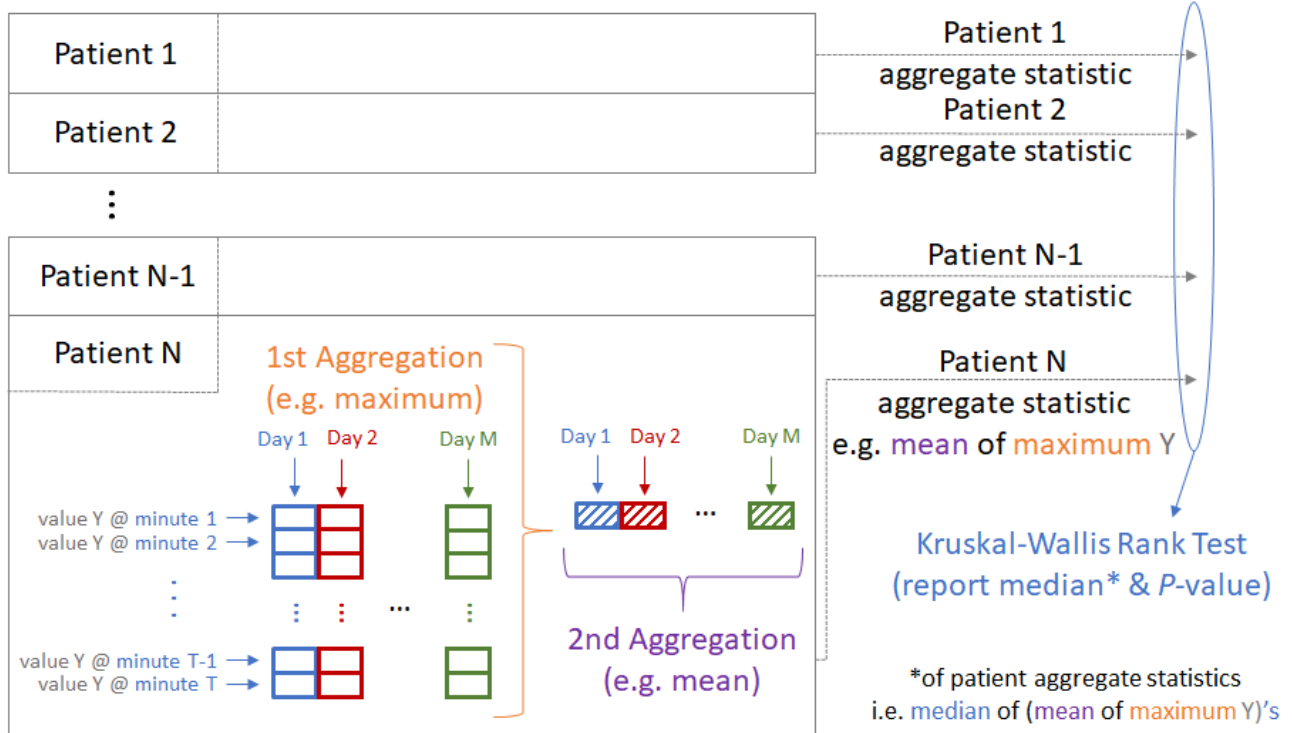 Patient 1
Patient 1
aggregate statistic
Patient 2
Patient 2
aggregate statistic
⋮
Patient N-1
Patient N-1
aggregate statistic
Patient N
1st Aggregation
(e.g. maximum)
Day 1 Day 2 Day M
value Y @ minute 1
value Y @ minute 2
⋮ ⋮ ⋮ ... ⋮
value Y @ minute T-1
value Y @ minute T
Day 1 Day 2 Day M
...
2nd Aggregation
(e.g. mean)
Patient N
aggregate statistic
e.g. mean of maximum Y
Kruskal-Wallis Rank Test
(report median* & P-value)
*of patient aggregate statistics
i.e. median of (mean of maximum Y)'s